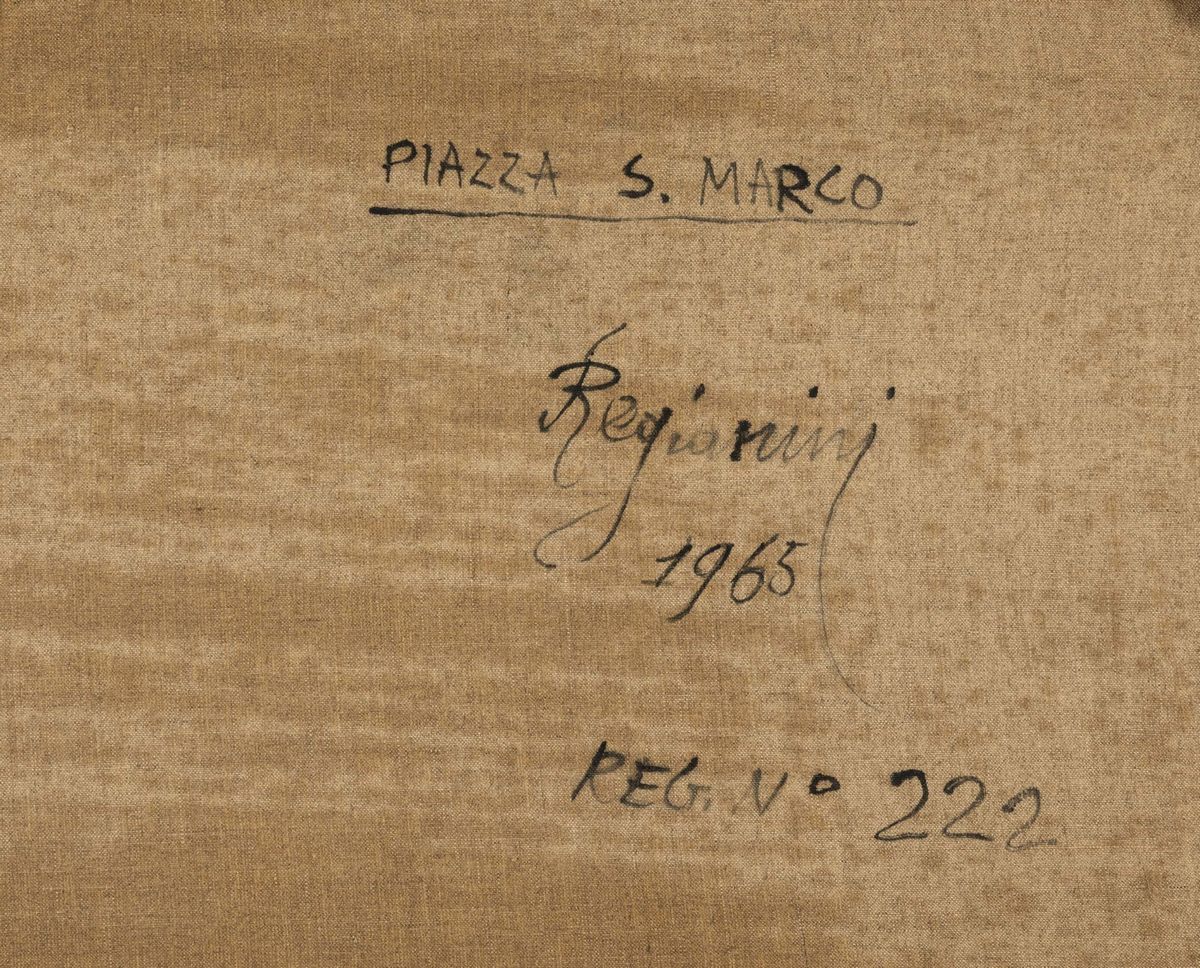 PIAZZA S. MARCO
Regianini
1965
REG. N° 222